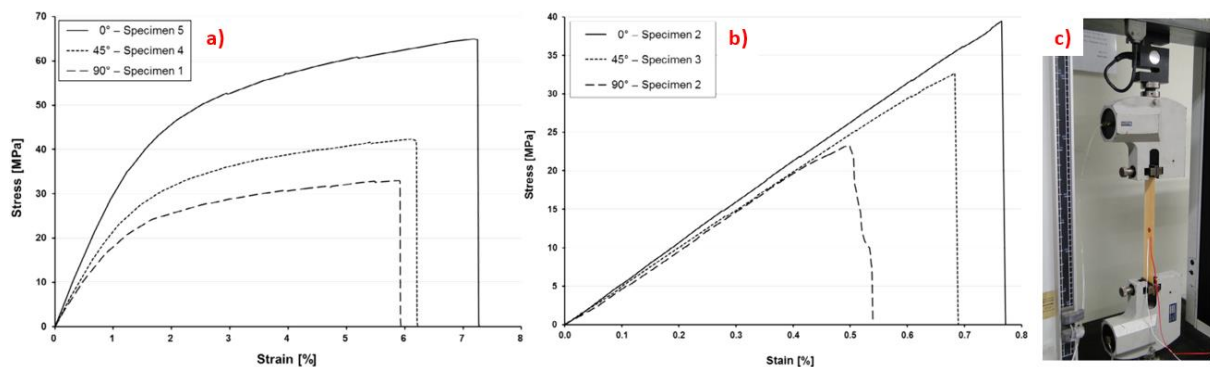 a)
0° – Specimen 5
45° – Specimen 4
90° – Specimen 1
Stress [MPa]
70
60
50
40
30
20
10
0
0 1 2 3 4 5 6 7 8
Strain [%]
b)
0° – Specimen 2
45° – Specimen 3
90° – Specimen 2
Stress [MPa]
40
35
30
25
20
15
10
5
0
0.0 0.1 0.2 0.3 0.4 0.5 0.6 0.7 0.8
Stain [%]
c)